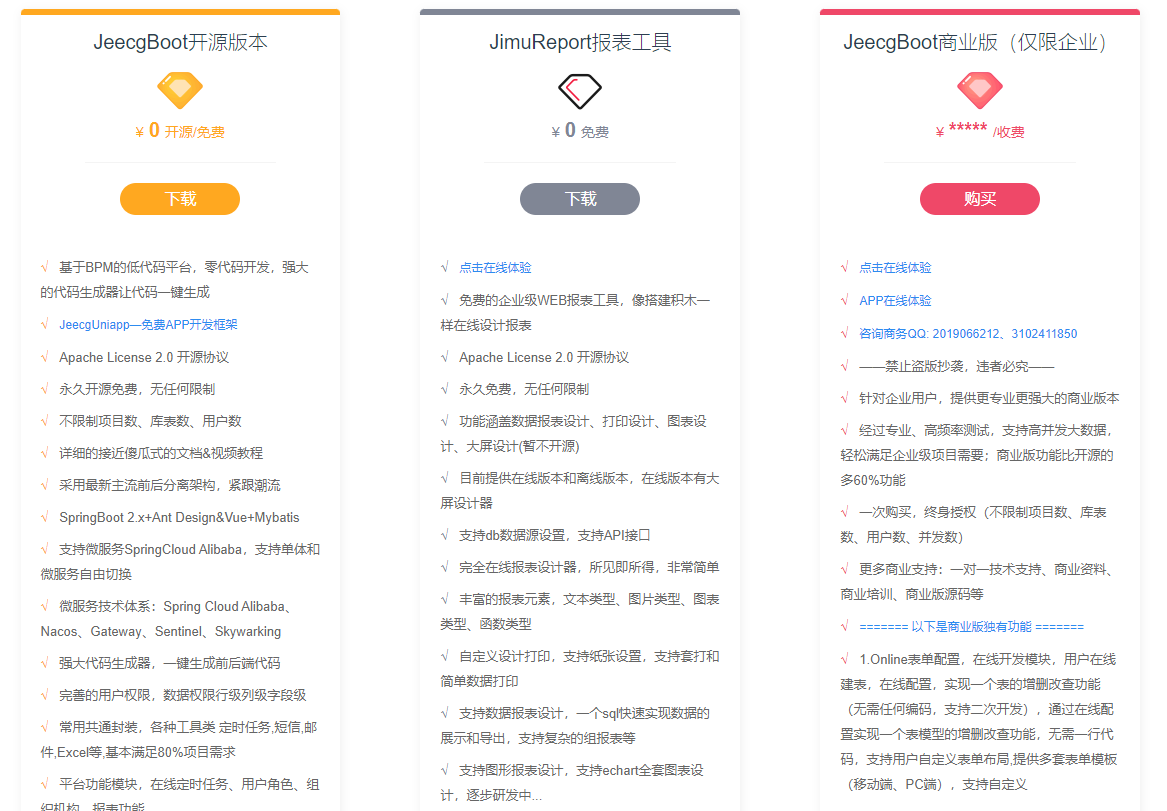 JeecgBoot开源版本
¥ 0 开源/免费
下载
√ 基于BPM的低代码平台，零代码开发，强大
的代码生成器让代码一键生成
√ JeecgUniapp—免费APP开发框架
√ Apache License 2.0 开源协议
√ 永久开源免费，无任何限制
√ 不限制项目数、库表数、用户数
√ 详细的接近傻瓜式的文档&视频教程
√ 采用最新主流前后分离架构，紧跟潮流
√ SpringBoot 2.x+Ant Design&Vue+Mybatis
√ 支持微服务SpringCloud Alibaba，支持单体和
微服务自由切换
√ 微服务技术体系：Spring Cloud Alibaba、
Nacos、Gateway、Sentinel、Skywarking
√ 强大代码生成器，一键生成前后端代码
√ 完善的用户权限，数据权限行级列级字段级
√ 常用共通封装，各种工具类 定时任务,短信,邮
件,Excel等,基本满足80%项目需求
√ 平台功能模块，在线定时任务、用户角色、组
织机构、报表功能
JimuReport报表工具
¥ 0 免费
下载
√ 点击在线体验
√ 免费的企业级WEB报表工具，像搭建积木一
样在线设计报表
√ Apache License 2.0 开源协议
√ 永久免费，无任何限制
√ 功能涵盖数据报表设计、打印设计、图表设
计、大屏设计(暂不开源)
√ 目前提供在线版本和离线版本，在线版本有大
屏设计器
√ 支持db数据源设置，支持API接口
√ 完全在线报表设计器，所见即所得，非常简单
√ 丰富的报表元素，文本类型、图片类型、图表
类型、函数类型
√ 自定义设计打印，支持纸张设置，支持套打和
简单数据打印
√ 支持数据报表设计，一个sql快速实现数据的
展示和导出，支持复杂的组报表等
√ 支持图形报表设计，支持echart全套图表设
计，逐步研发中...
JeecgBoot商业版（仅限企业）
¥ ***** /收费
购买
√ 点击在线体验
√ APP在线体验
√ 咨询商务QQ: 2019066212、3102411850
√ ——禁止盗版抄袭，违者必究——
√ 针对企业用户，提供更专业更强大的商业版本
√ 经过专业、高频率测试，支持高并发大数据，
轻松满足企业级项目需要；商业版功能比开源的
多60%功能
√ 一次购买，终身授权（不限制项目数、库表
数、用户数、并发数）
√ 更多商业支持：一对一技术支持、商业资料、
商业培训、商业版源码等
√ ======= 以下是商业版独有功能 =======
√ 1.Online表单配置，在线开发模块，用户在线
建表，在线配置，实现一个表的增删改查功能
（无需任何编码，支持二次开发），通过在线配
置实现一个表模型的增删改查功能，无需一行代
码，支持用户自定义表单布局,提供多套表单模板
（移动端、PC端），支持自定义